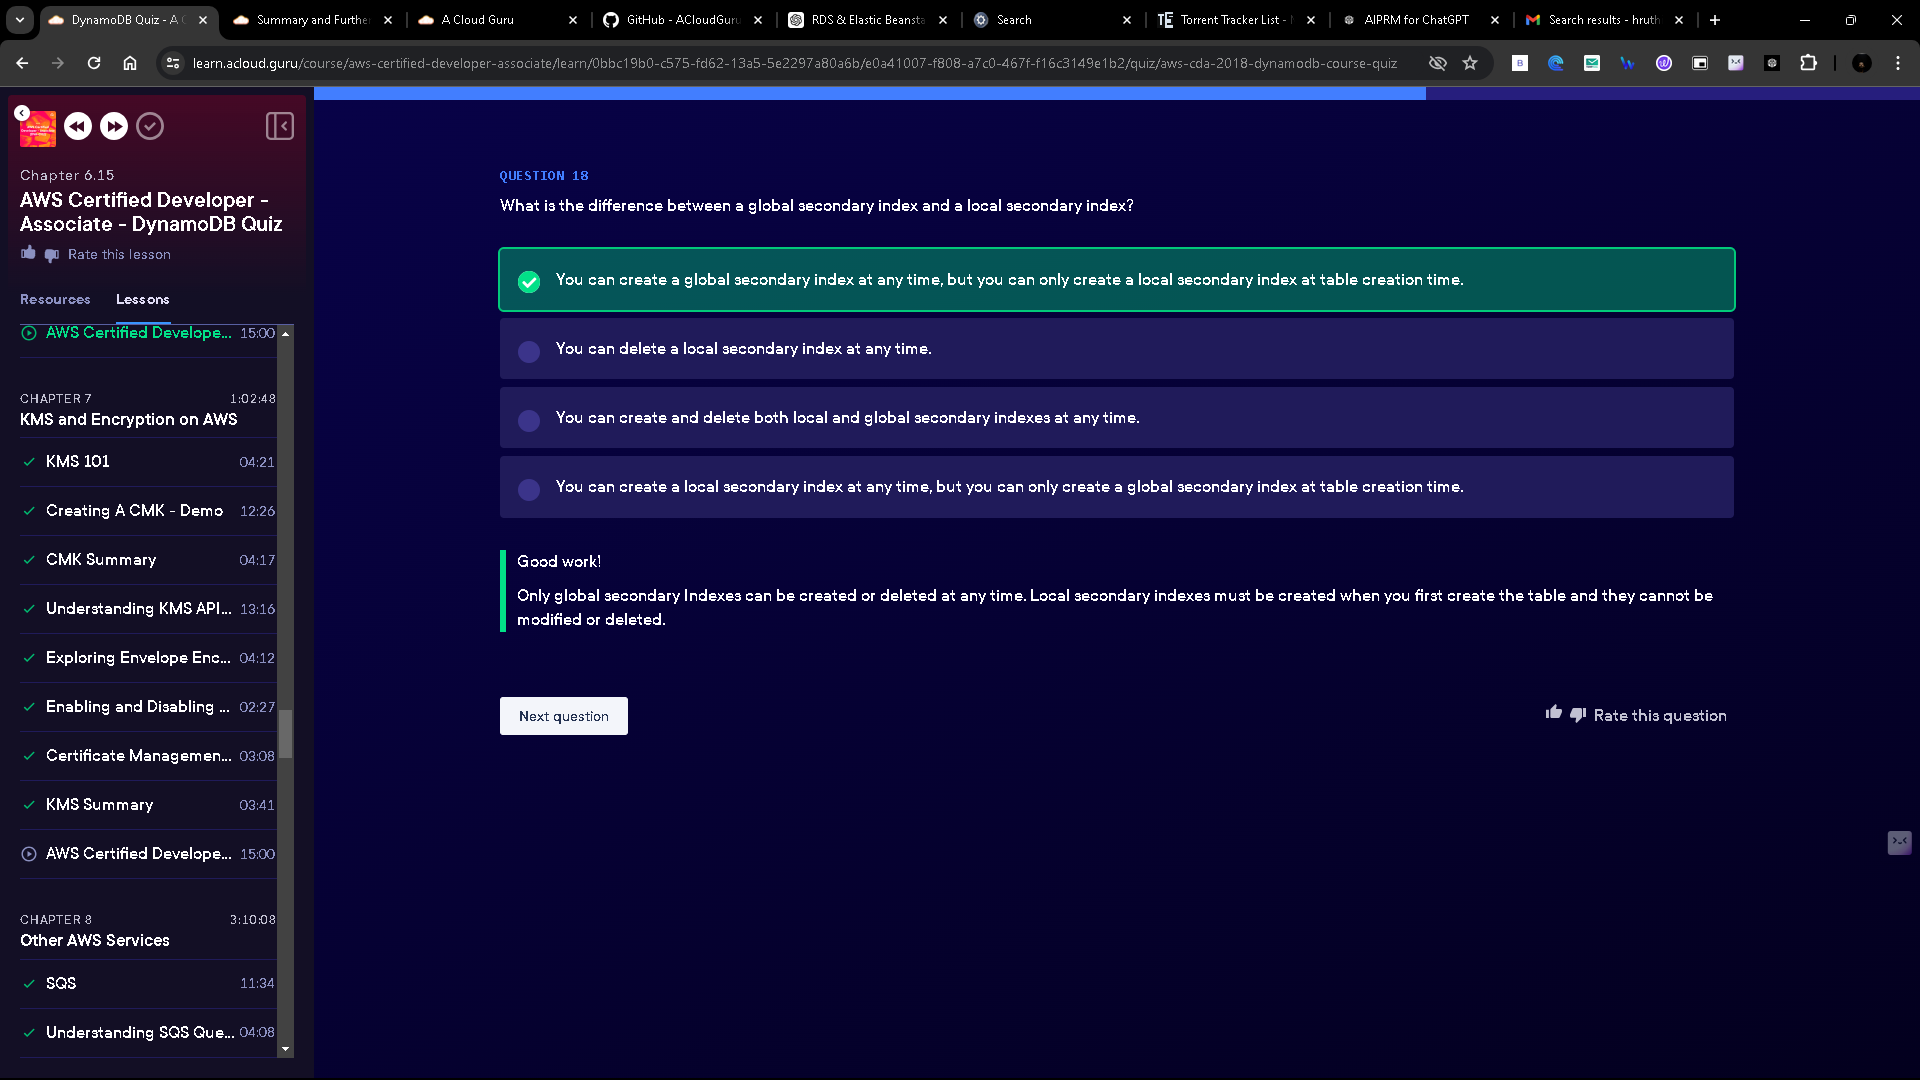 DynamoDB Quiz - A C
Summary and Further
A Cloud Guru
GitHub - ACloudGuru
RDS & Elastic Beansta
Search
TE Torrent Tracker List -
AIPRM for ChatGPT
Search results - hruth
learn.acloud.guru/course/aws-certified-developer-associate/learn/0bbc19b0-c575-fd62-13a5-5e2297a80a6b/e0a41007-f808-a7c0-467f-f16c3149e1b2/quiz/aws-cda-2018-dynamodb-course-quiz
Chapter 6.15
AWS Certified Developer -
Associate - DynamoDB Quiz
Rate this lesson
Resources
Lessons
AWS Certified Develope... 15:00
CHAPTER 7 1:02:48
KMS and Encryption on AWS
KMS 101 04:21
Creating A CMK - Demo 12:26
CMK Summary 04:17
Understanding KMS API... 13:16
Exploring Envelope Enc... 04:12
Enabling and Disabling ... 02:27
Certificate Managemen... 03:08
KMS Summary 03:41
AWS Certified Develope... 15:00
CHAPTER 8 3:10:08
Other AWS Services
SQS 11:34
Understanding SQS Que... 04:08
QUESTION 18
What is the difference between a global secondary index and a local secondary index?
You can create a global secondary index at any time, but you can only create a local secondary index at table creation time.
You can delete a local secondary index at any time.
You can create and delete both local and global secondary indexes at any time.
You can create a local secondary index at any time, but you can only create a global secondary index at table creation time.
Good work!
Only global secondary Indexes can be created or deleted at any time. Local secondary indexes must be created when you first create the table and they cannot be
modified or deleted.
Next question
Rate this question